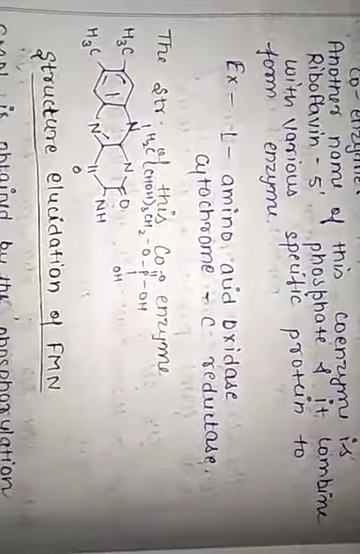 Co-enzyme
Another name of this coenzyme is
Riboflavin - 5' phosphate & it combine
with various specific protein to
form enzyme.
Ex - L - amino acid oxidase
Cytochrome - C reductase.
The str. of this Co-enzyme
H₂C (CHOH)₃CH₂-O-P-OH
O
OH
H₃C
H₃C
N
N
N
O
NH
O
Structure elucidation of FMN
FMN is obtained by the phosphorylation